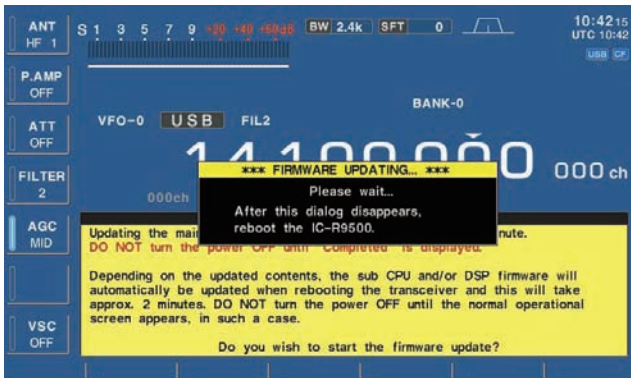 ANT
HF 1
S 1 3 5 7 9 +20 +40 +60dB
BW 2.4k
SFT 0
10:42 15
UTC 10:42
USB CF
P.AMP
OFF
BANK-0
VFO-0 USB FIL2
ATT
OFF
14.100.000
000 ch
FILTER
2
000ch
*** FIRMWARE UPDATING... ***
Please wait...
After this dialog disappears,
reboot the IC-R9500.
AGC
MID
Updating the mai nute.
DO NOT turn the power OFF until "Completed" is displayed.
Depending on the updated contents, the sub CPU and/or DSP firmware will
automatically be updated when rebooting the transceiver and this will take
approx. 2 minutes. DO NOT turn the power OFF until the normal operational
screen appears, in such a case.
VSC
OFF
Do you wish to start the firmware update?